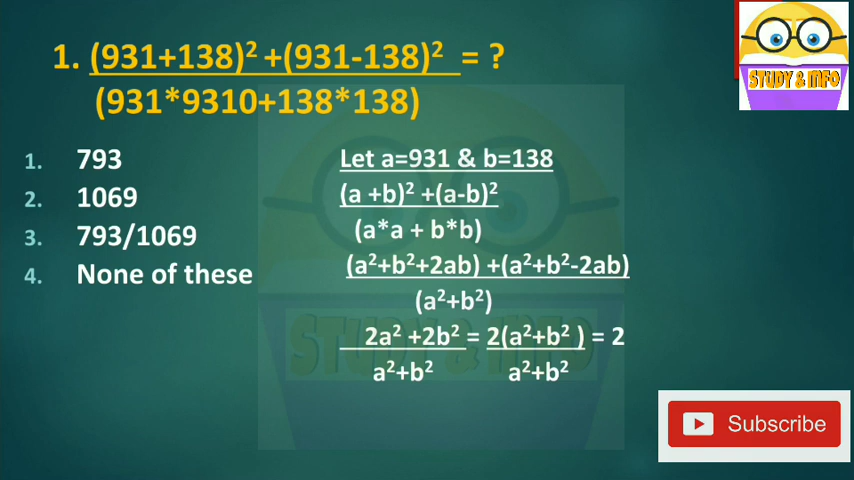 1. (931+138)² +(931-138)² = ?
(931*9310+138*138)
1. 793
2. 1069
3. 793/1069
4. None of these
Let a=931 & b=138
(a +b)² +(a-b)²
(a*a + b*b)
(a²+b²+2ab) +(a²+b²-2ab)
(a²+b²)
2a² +2b² = 2(a²+b² ) = 2
a²+b² a²+b²
STUDY & INFO
STUDY & INFO
Subscribe